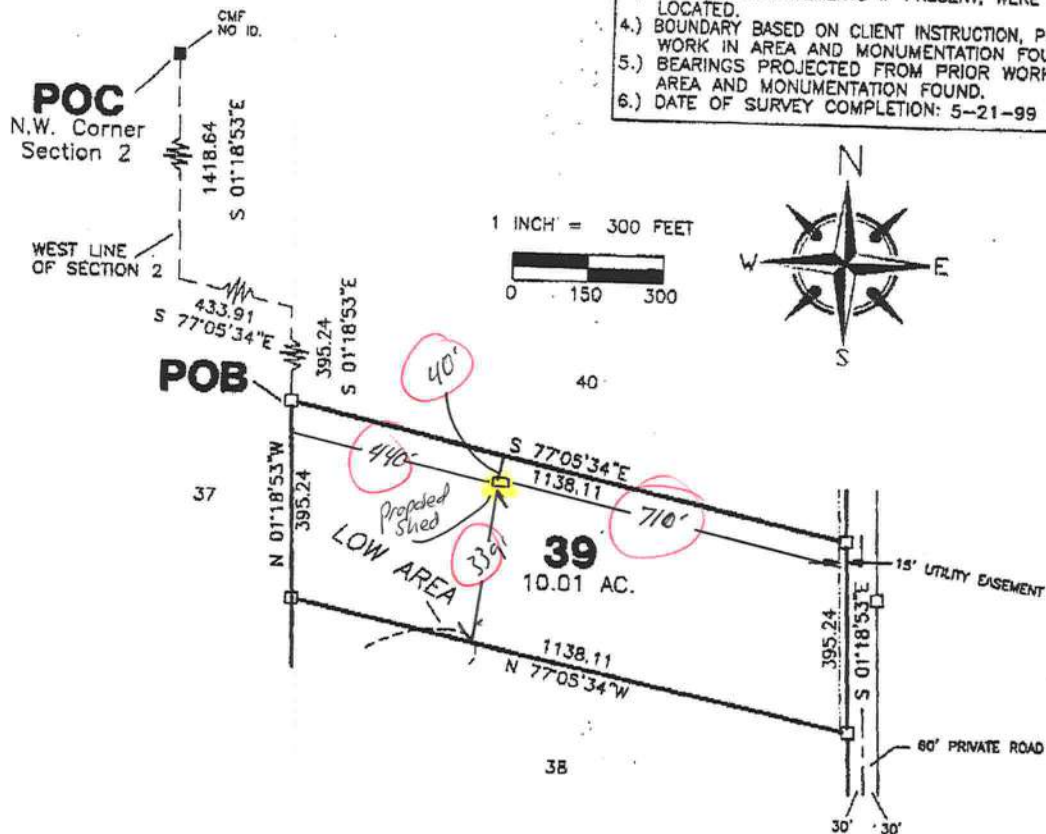 LOCATED.
4.) BOUNDARY BASED ON CLIENT INSTRUCTION, P
WORK IN AREA AND MONUMENTATION FOU
5.) BEARINGS PROJECTED FROM PRIOR WORK
AREA AND MONUMENTATION FOUND.
6.) DATE OF SURVEY COMPLETION: 5-21-99
CMF
NO ID.
POC
N.W. Corner
Section 2
1418.64
S 01°18'53"E
WEST LINE
OF SECTION 2
433.91
S 77°05'34"E
395.24
S 01°18'53"E
1 INCH = 300 FEET
0 150 300
N
W E
S
POB
40'
40
37
N 01°18'53"W
395.24
440'
S 77°05'34"E
1138.11
710'
Proposed
Shed
LOW AREA
339'
39
10.01 AC.
15' UTILITY EASEMENT
395.24
S 01°18'53"E
1138.11
N 77°05'34"W
38
60' PRIVATE ROAD
30' 30'